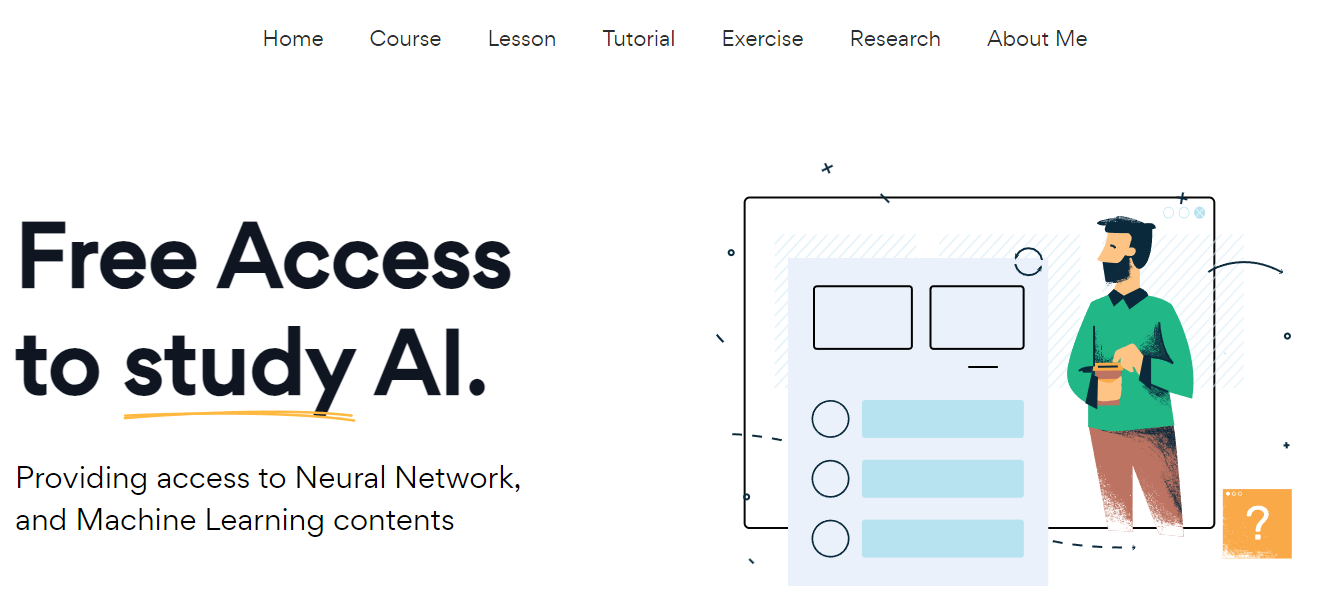 Home Course Lesson Tutorial Exercise Research About Me
Free Access
to study AI.
Providing access to Neural Network,
and Machine Learning contents
?